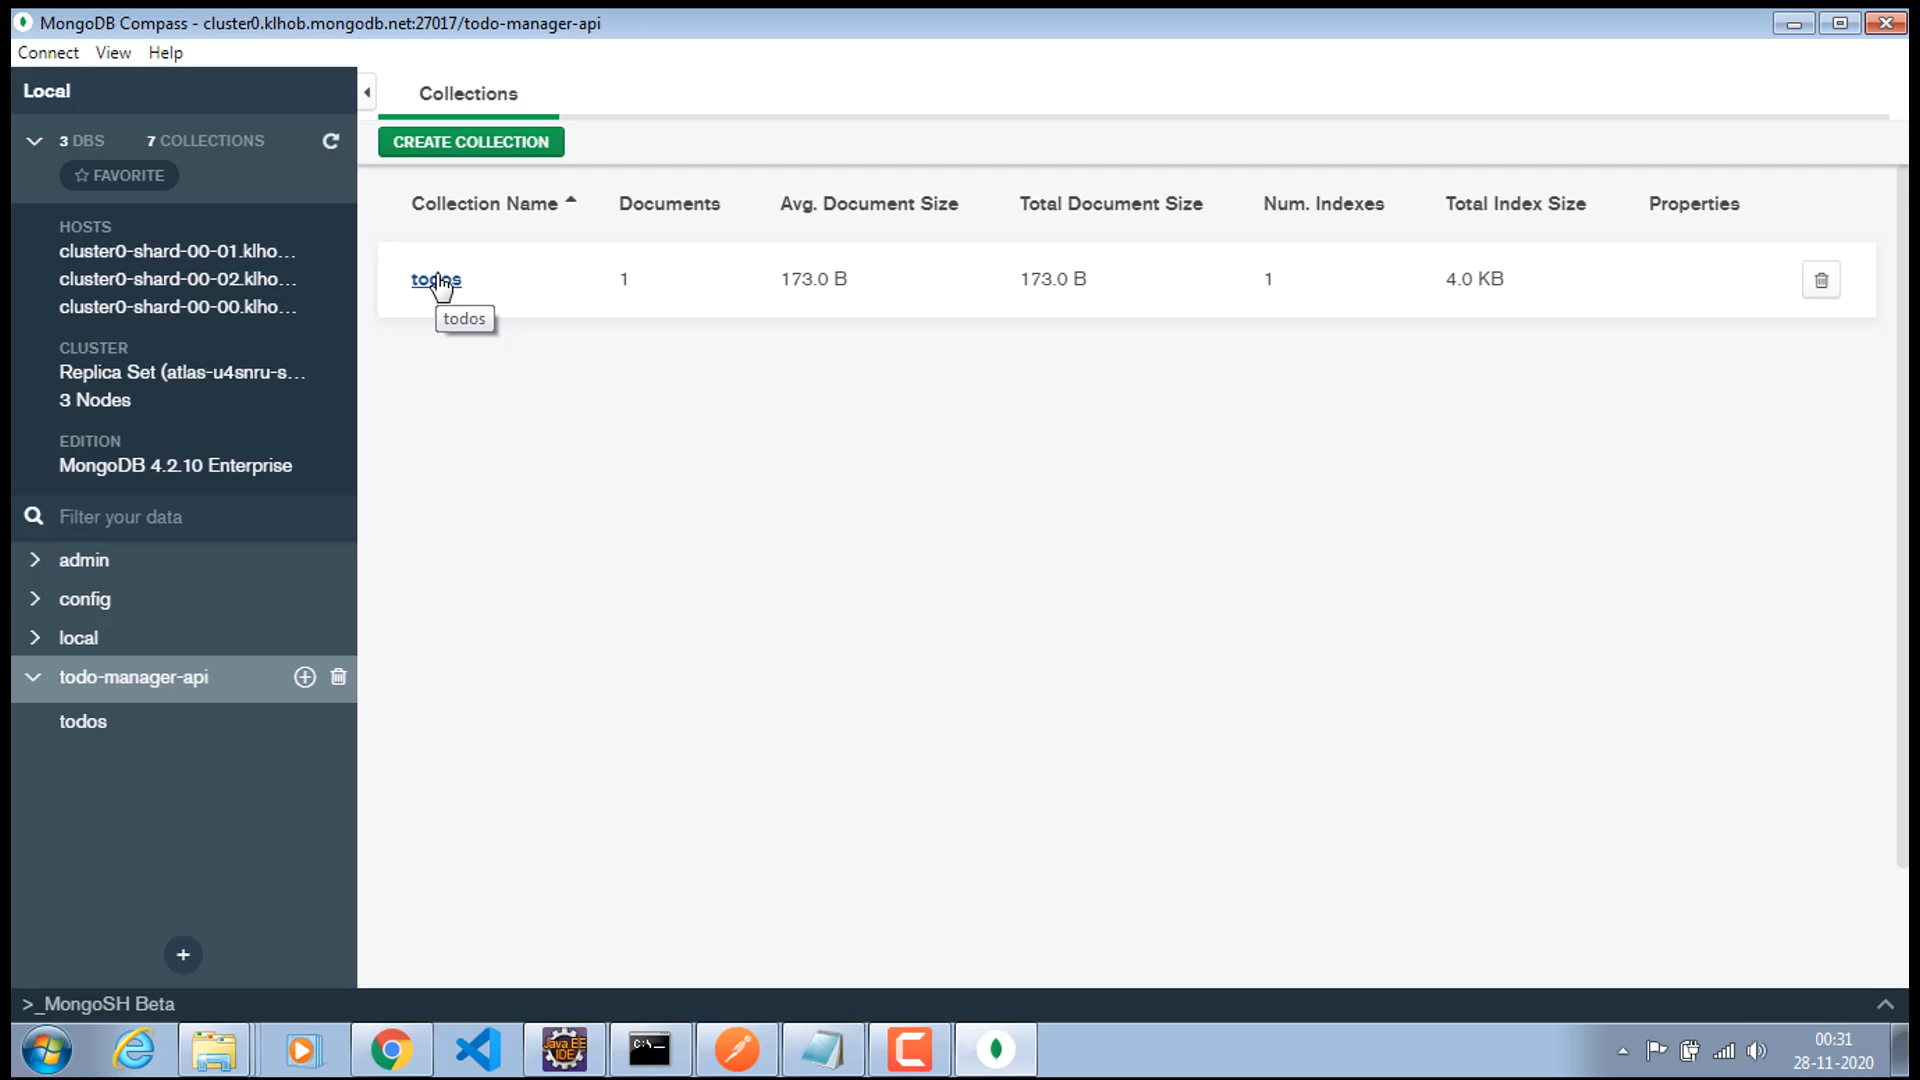 MongoDB Compass - cluster0.klhob.mongodb.net:27017/todo-manager-api
Connect View Help
Local
Collections
3 DBS 7 COLLECTIONS
CREATE COLLECTION
FAVORITE
Collection Name Documents Avg. Document Size Total Document Size Num. Indexes Total Index Size Properties
HOSTS
cluster0-shard-00-01.klho...
cluster0-shard-00-02.klho...
cluster0-shard-00-00.klho...
todos 1 173.0 B 173.0 B 1 4.0 KB
todos
CLUSTER
Replica Set (atlas-u4snru-s...
3 Nodes
EDITION
MongoDB 4.2.10 Enterprise
Filter your data
admin
config
local
todo-manager-api
todos
>_MongoSH Beta
Java EE
IDE
C:\
00:31
28-11-2020